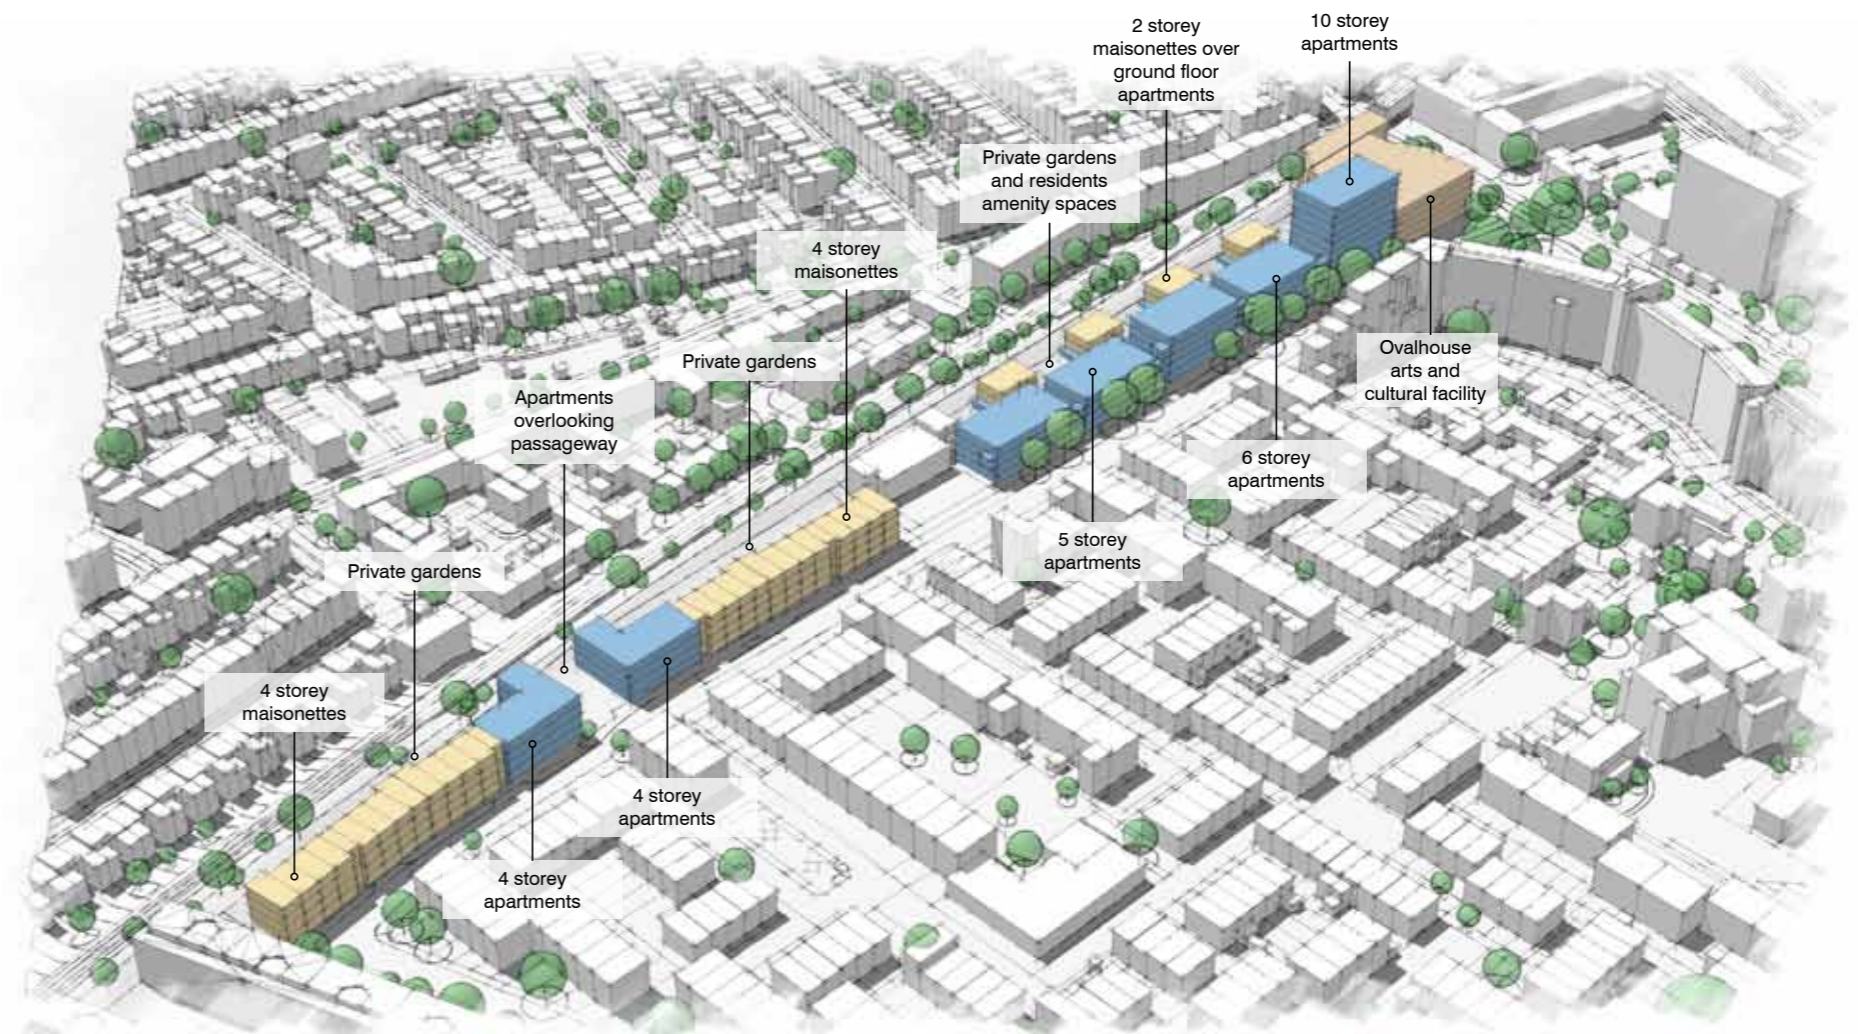 2 storey
maisonettes over
ground floor
apartments
10 storey
apartments
Private gardens
and residents
amenity spaces
4 storey
maisonettes
Private gardens
Apartments
overlooking
passageway
Ovalhouse
arts and
cultural facility
6 storey
apartments
5 storey
apartments
Private gardens
4 storey
maisonettes
4 storey
apartments
4 storey
apartments